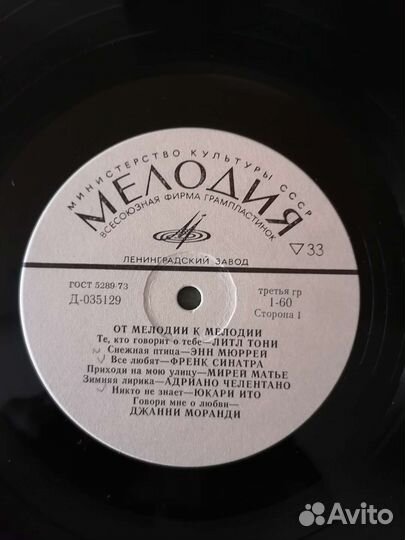 МИНИСТЕРСТВО КУЛЬТУРЫ СССР
МЕЛОДИЯ
ВСЕСОЮЗНАЯ ФИРМА ГРАМПЛАСТИНОК
▽33
ЛЕНИНГРАДСКИЙ ЗАВОД
ГОСТ 5289-73
Д-035129
третья гр
1-60
Сторона 1
ОТ МЕЛОДИИ К МЕЛОДИИ
Те, кто говорит о тебе—ЛИТЛ ТОНИ
Снежная птица—ЭНН МЮРРЕЙ
Все любят—ФРЕНК СИНАТРА
Приходи на мою улицу—МИРЕЙ МАТЬЕ
Зимняя лирика—АДРИАНО ЧЕЛЕНТАНО
Никто не знает—ЮКАРИ ИТО
Говори мне о любви—
ДЖАННИ МОРАНДИ
Avito